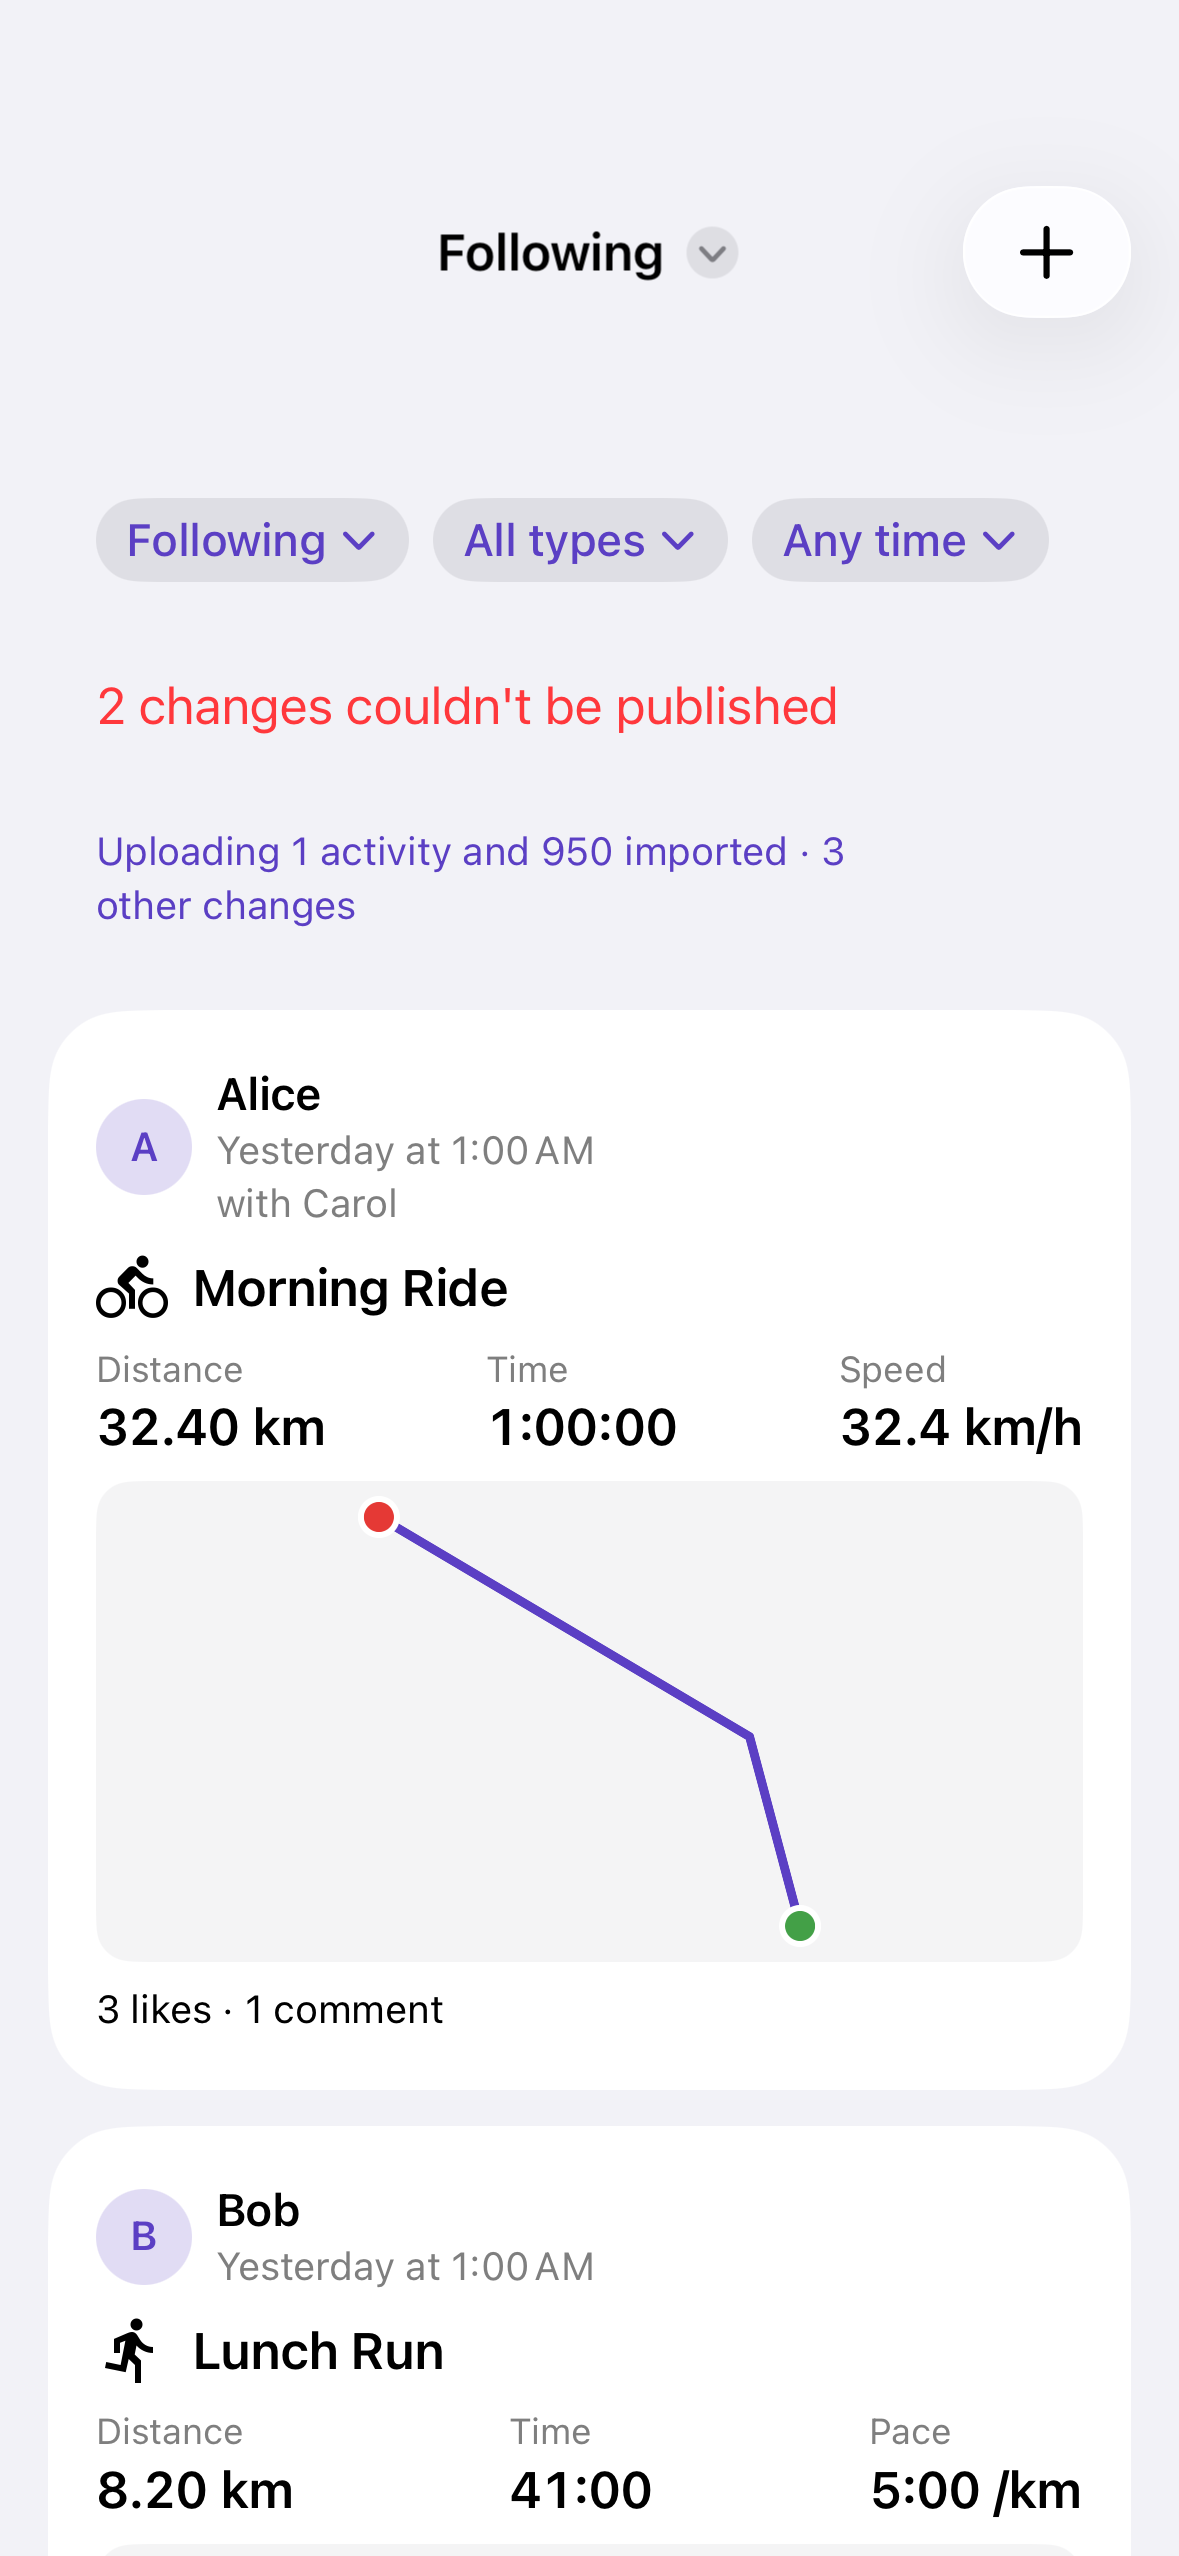 Following
Following
All types
Any time
2 changes couldn't be published
Uploading 1 activity and 950 imported · 3
other changes
A
Alice
Yesterday at 1:00 AM
with Carol
Morning Ride
Distance Time Speed
32.40 km 1:00:00 32.4 km/h
3 likes · 1 comment
B
Bob
Yesterday at 1:00 AM
Lunch Run
Distance Time Pace
8.20 km 41:00 5:00 /km